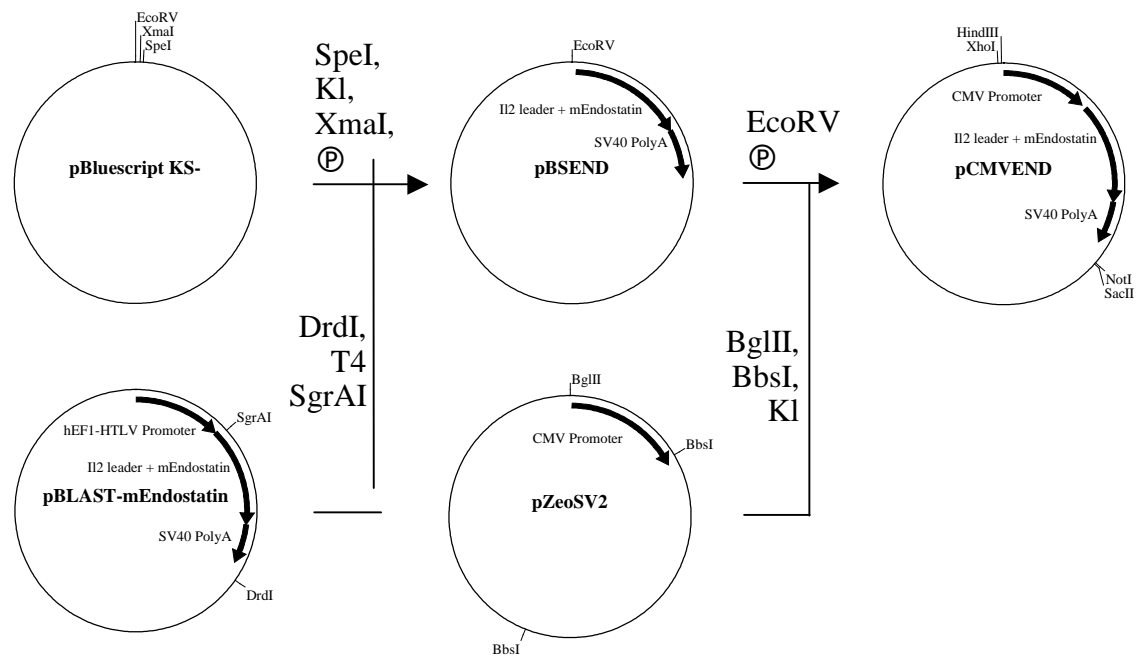 EcoRV
XmaI
SpeI
pBluescript KS-
SpeI,
Kl,
XmaI,
Ⓟ
EcoRV
Il2 leader + mEndostatin
SV40 PolyA
pBSEND
EcoRV
Ⓟ
HindIII
XhoI
CMV Promoter
Il2 leader + mEndostatin
pCMVEND
SV40 PolyA
NotI
SacII
DrdI,
T4
SgrAI
SgrAI
hEF1-HTLV Promoter
Il2 leader + mEndostatin
pBLAST-mEndostatin
SV40 PolyA
DrdI
BglII
CMV Promoter
BbsI
pZeoSV2
BbsI
BglII,
BbsI,
Kl